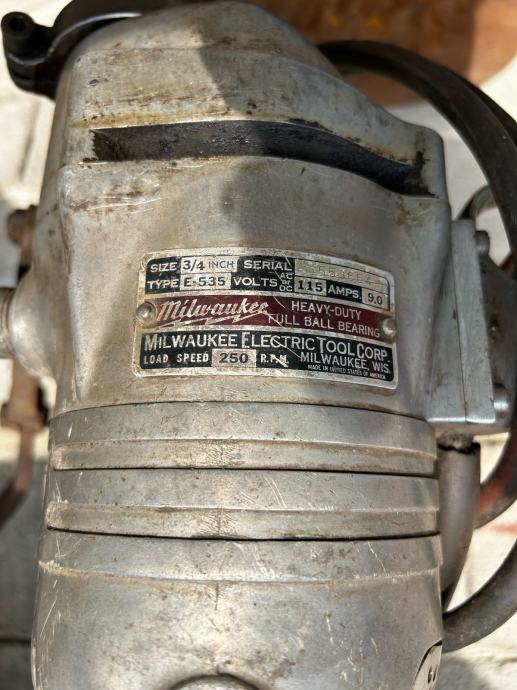 SIZE 3/4 INCH SERIAL
TYPE E-535 VOLTS AC or DC 115 AMPS. 9.0
Milwaukee HEAVY-DUTY
FULL BALL BEARING
MILWAUKEE ELECTRIC TOOL CORP.
LOAD SPEED 250 R.P.M. MILWAUKEE, WIS.
MADE IN UNITED STATES OF AMERICA